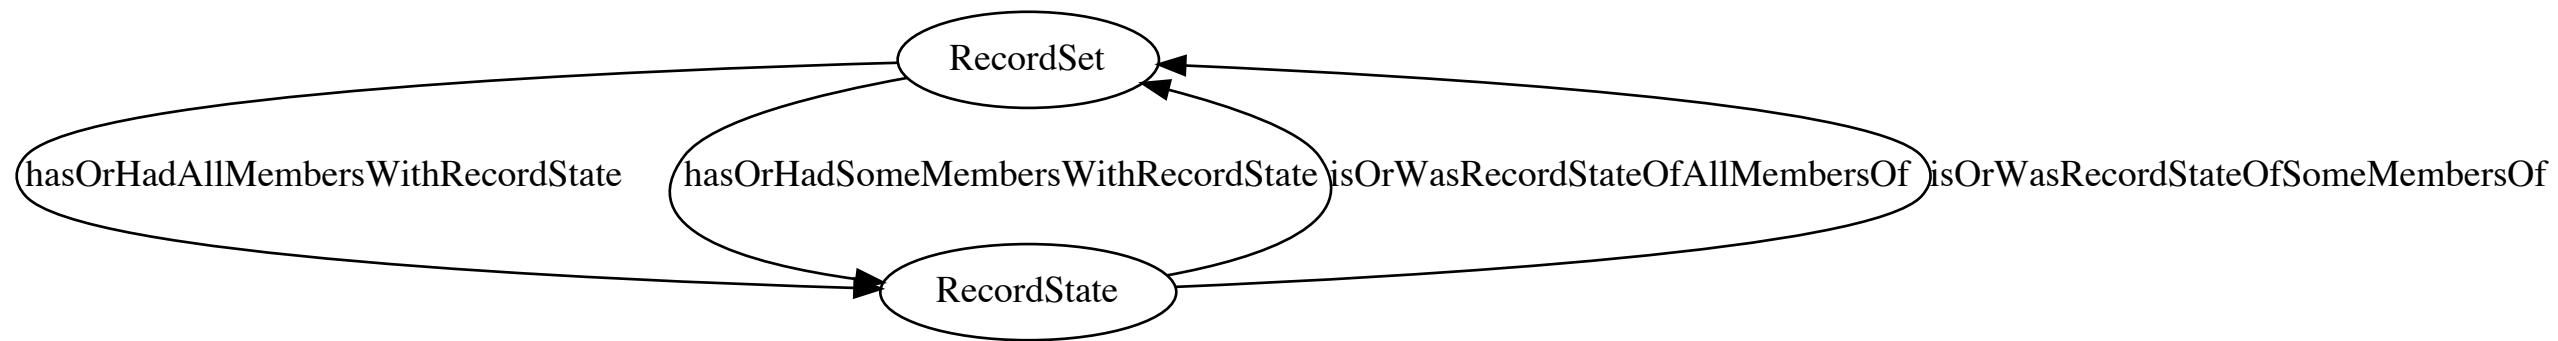 RecordSet
hasOrHadAllMembersWithRecordState
hasOrHadSomeMembersWithRecordState
isOrWasRecordStateOfAllMembersOf
isOrWasRecordStateOfSomeMembersOf
RecordState